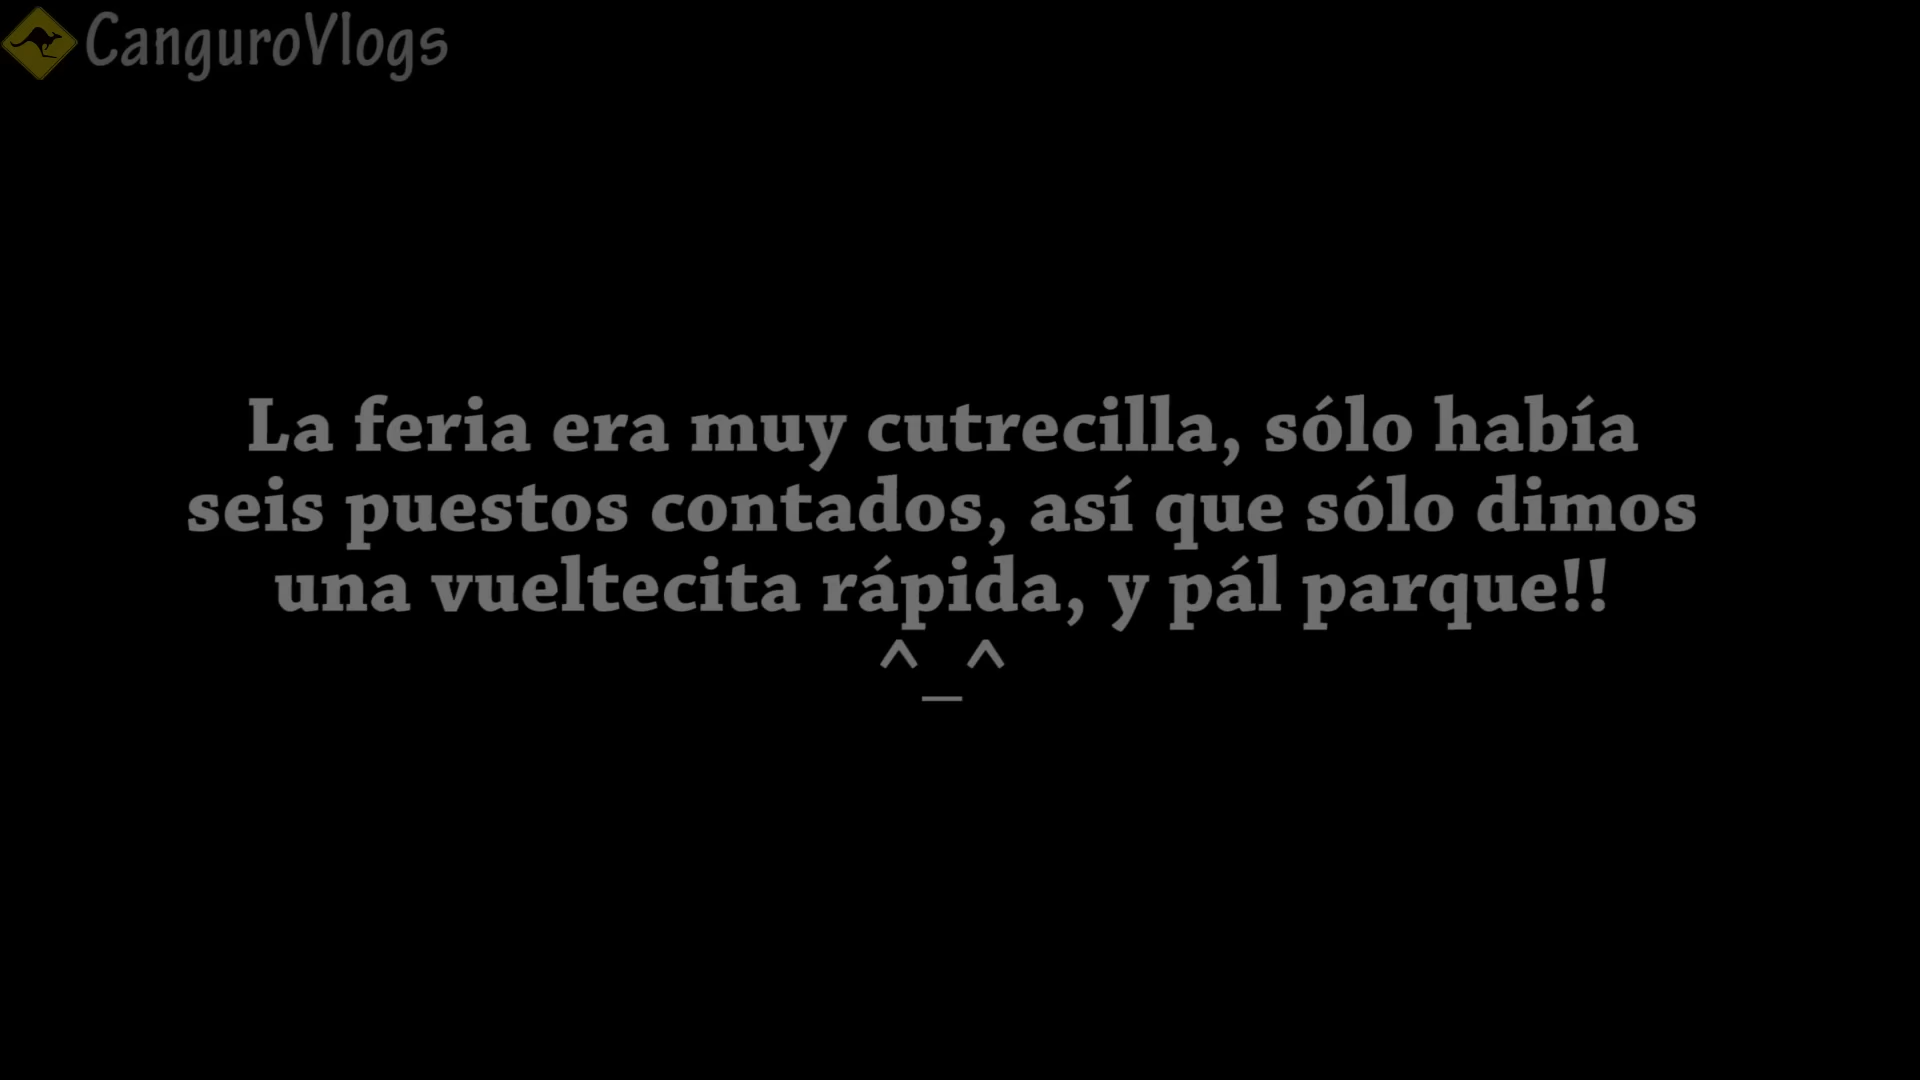 CanguroVlogs
La feria era muy cutrecilla, sólo había
seis puestos contados, así que sólo dimos
una vueltecita rápida, y pál parque!!
^_^